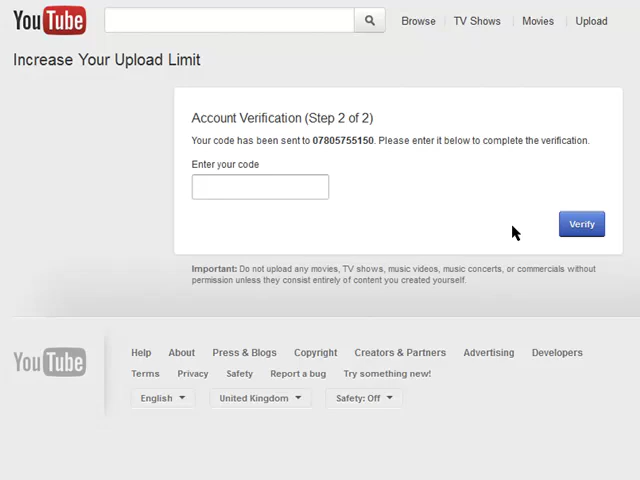 YouTube
Browse
TV Shows
Movies
Upload
Increase Your Upload Limit
Account Verification (Step 2 of 2)
Your code has been sent to 07805755150. Please enter it below to complete the verification.
Enter your code
Verify
Important: Do not upload any movies, TV shows, music videos, music concerts, or commercials without
permission unless they consist entirely of content you created yourself.
YouTube
Help
About
Press & Blogs
Copyright
Creators & Partners
Advertising
Developers
Terms
Privacy
Safety
Report a bug
Try something new!
English
United Kingdom
Safety: Off